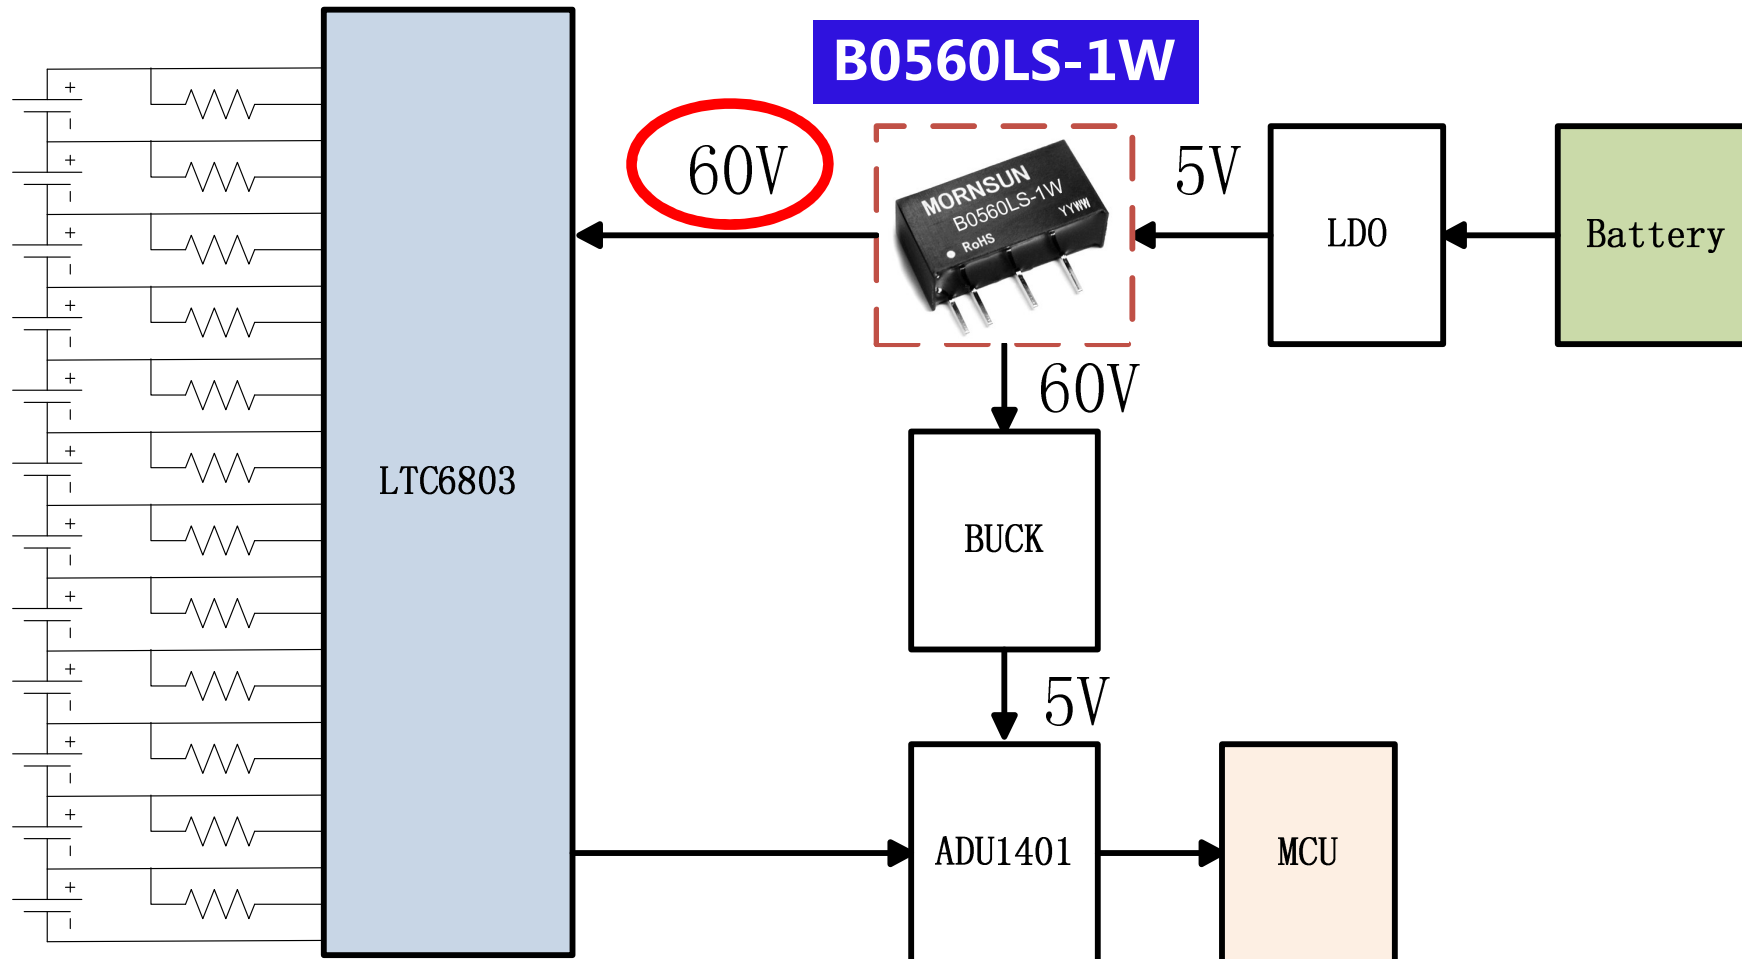 B0560LS-1W
60V
MORNSUN
B0560LS-1W
YYWW
RoHS
5V
LDO
Battery
60V
LTC6803
BUCK
5V
ADU1401
MCU